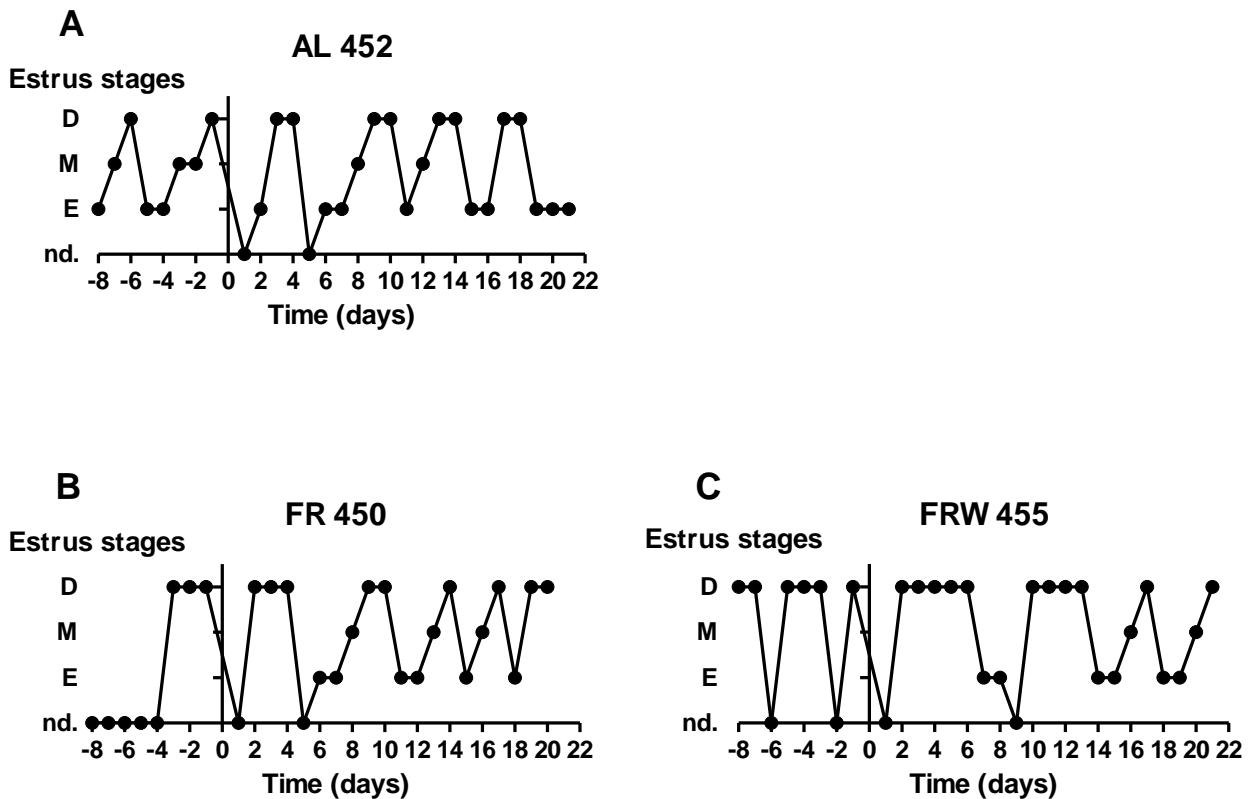 A
AL 452
Estrus stages
D
M
E
nd.
-8 -6 -4 -2 0 2 4 6 8 10 12 14 16 18 20 22
Time (days)
B
FR 450
Estrus stages
D
M
E
nd.
-8 -6 -4 -2 0 2 4 6 8 10 12 14 16 18 20 22
Time (days)
C
FRW 455
Estrus stages
D
M
E
nd.
-8 -6 -4 -2 0 2 4 6 8 10 12 14 16 18 20 22
Time (days)